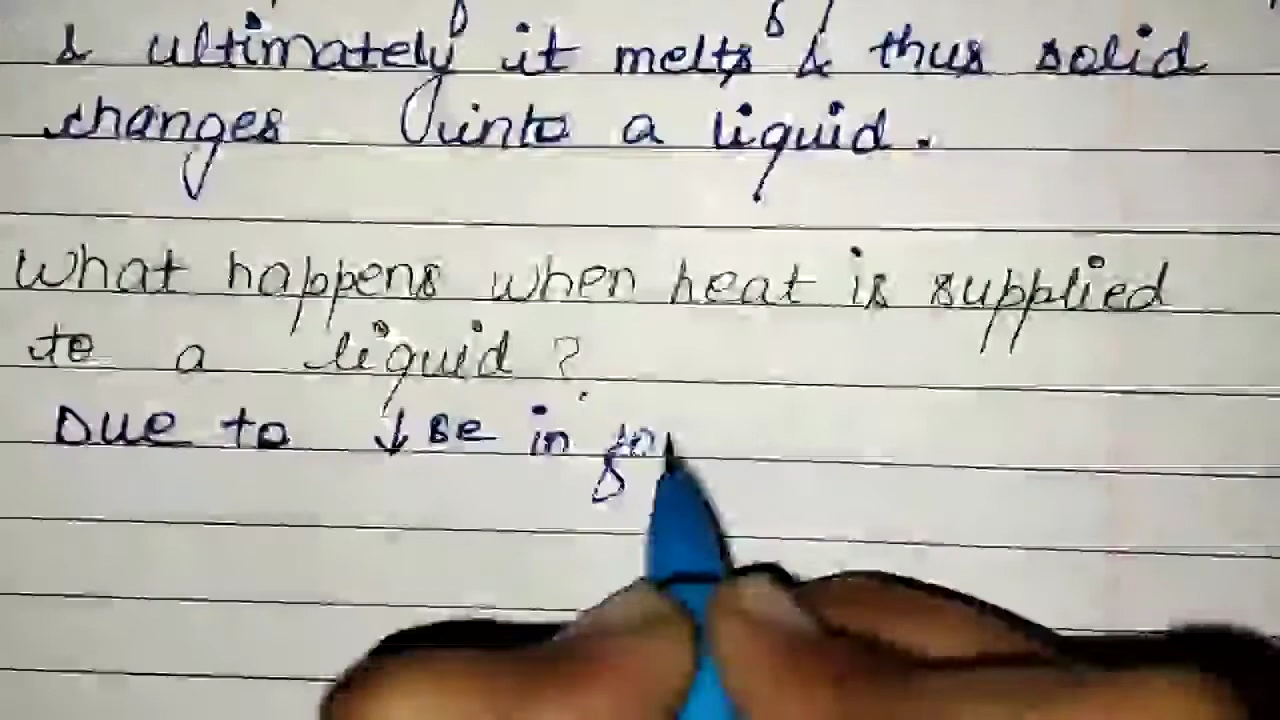 & ultimately it melts & thus solid
changes into a liquid.
What happens when heat is supplied
to a liquid?
Due to ↓se in